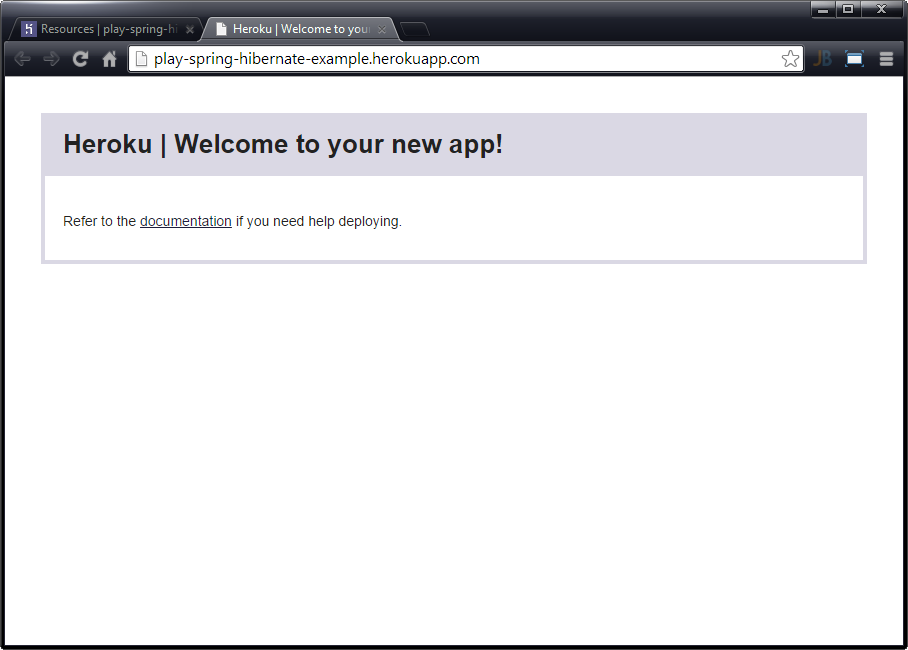 Resources | play-spring-hi
Heroku | Welcome to your
play-spring-hibernate-example.herokuapp.com
JB
Heroku | Welcome to your new app!
Refer to the documentation if you need help deploying.